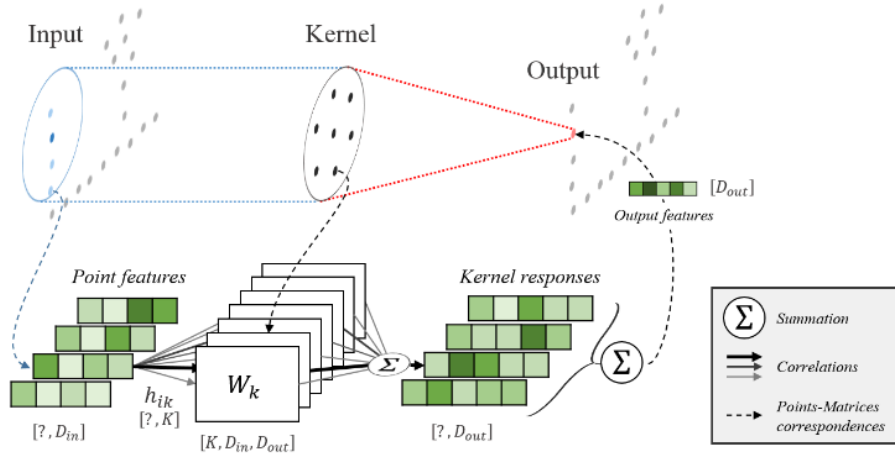 Input
Kernel
Output
[D_out]
Output features
Point features
Kernel responses
Σ
Summation
Σ
Σ
Correlations
W_k
h_ik
[?, K]
Points-Matrices
correspondences
[?, D_in]
[K, D_in, D_out]
[?, D_out]